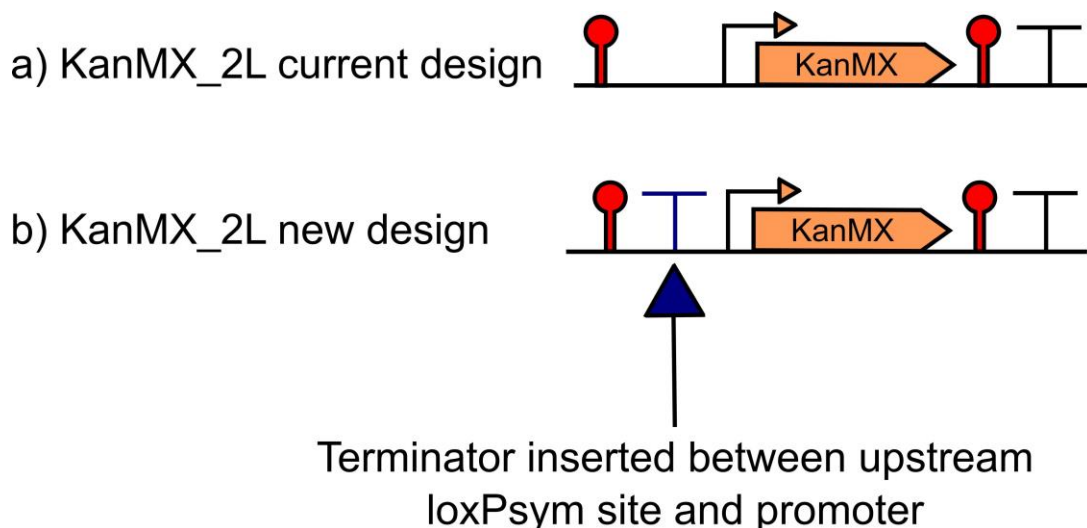 a) KanMX_2L current design
KanMX
b) KanMX_2L new design
KanMX
Terminator inserted between upstream
loxPsym site and promoter